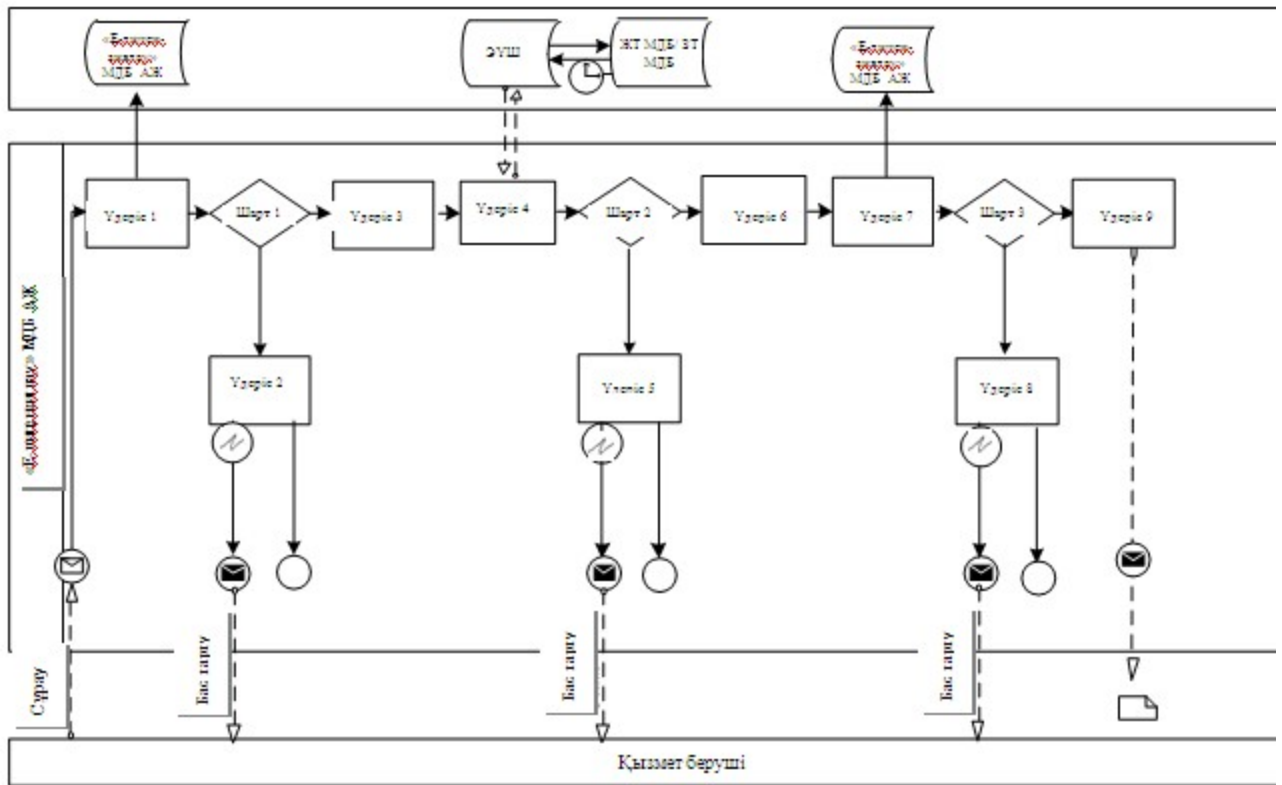 МДБ АЖ
ЭҮШ
ЖТ МДБ/ ЗТ
МДБ
МДБ АЖ
Үдеріс 1
Шарт 1
Үдеріс 3
Үдеріс 4
Шарт 2
Үдеріс 6
Үдеріс 7
Шарт 3
Үдеріс 9
МДБ АЖ
Үдеріс 2
Үдеріс 5
Үдеріс 8
Сұрау
Бас тарту
Бас тарту
Бас тарту
Қызмет беруші